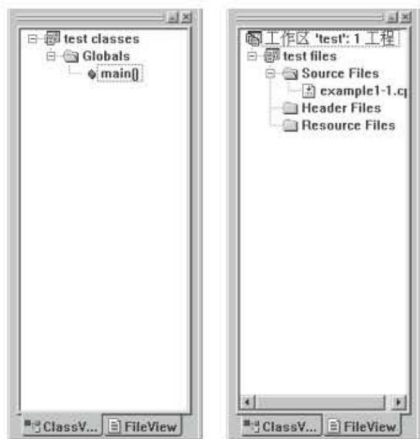 test classes
Globals
main()
ClassV...
FileView
工作区 'test': 1 工程
test files
Source Files
example1-1.cp
Header Files
Resource Files
ClassV...
FileView